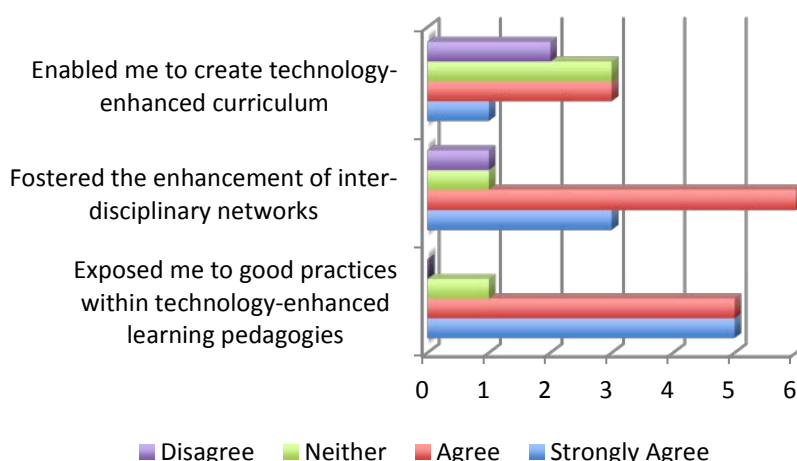 Enabled me to create technology-
enhanced curriculum
Fostered the enhancement of inter-
disciplinary networks
Exposed me to good practices
within technology-enhanced
learning pedagogies
0 1 2 3 4 5 6
Disagree Neither Agree Strongly Agree